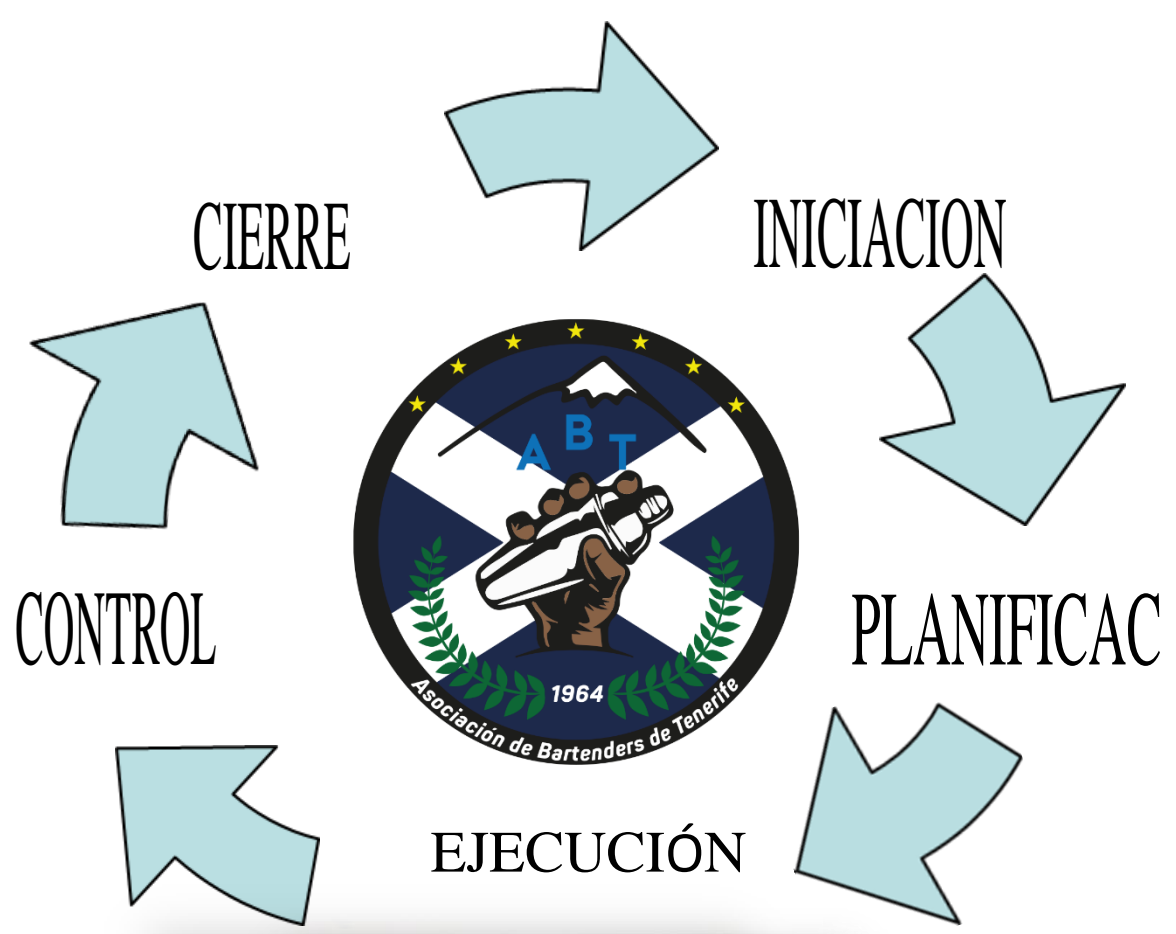 CIERRE
INICIACION
A B T
CONTROL
PLANIFICAC
1964
Asociación de Bartenders de Tenerife
EJECUCIÓN